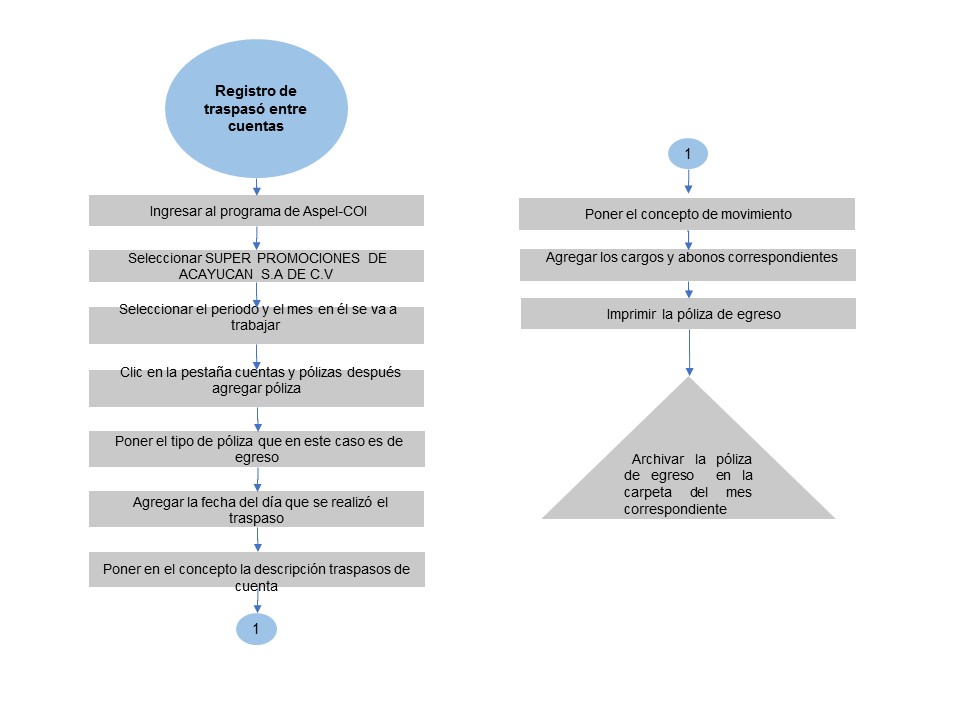 Registro de
traspasó entre
cuentas
Ingresar al programa de Aspel-COI
Seleccionar SUPER PROMOCIONES DE
ACAYUCAN S.A DE C.V
Seleccionar el periodo y el mes en él se va a
trabajar
Clic en la pestaña cuentas y pólizas después
agregar póliza
Poner el tipo de póliza que en este caso es de
egreso
Agregar la fecha del día que se realizó el
traspaso
Poner en el concepto la descripción traspasos de
cuenta
1
1
Poner el concepto de movimiento
Agregar los cargos y abonos correspondientes
Imprimir la póliza de egreso
Archivar la póliza
de egreso en la
carpeta del mes
correspondiente